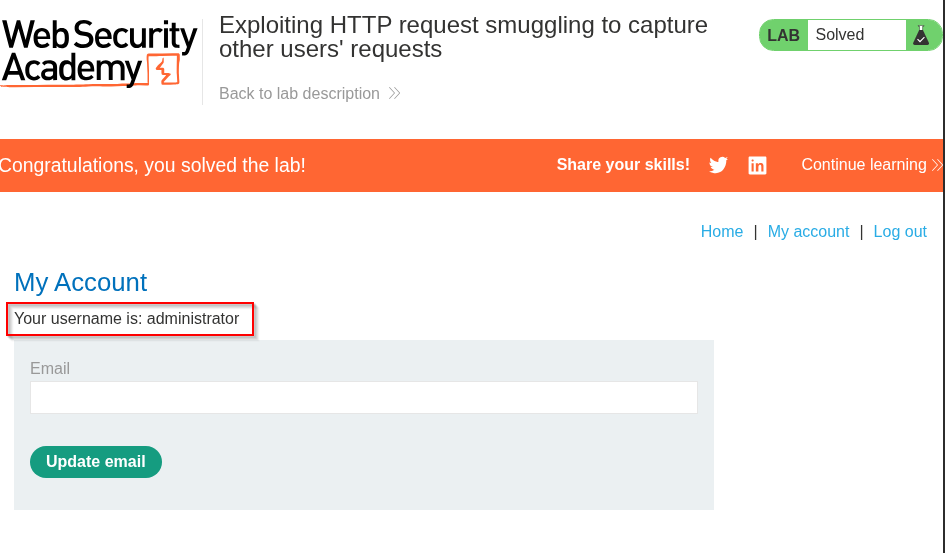 Web Security
Academy
Exploiting HTTP request smuggling to capture
other users' requests
Back to lab description
LAB Solved
Congratulations, you solved the lab!
Share your skills!
Continue learning
Home | My account | Log out
My Account
Your username is: administrator
Email
Update email